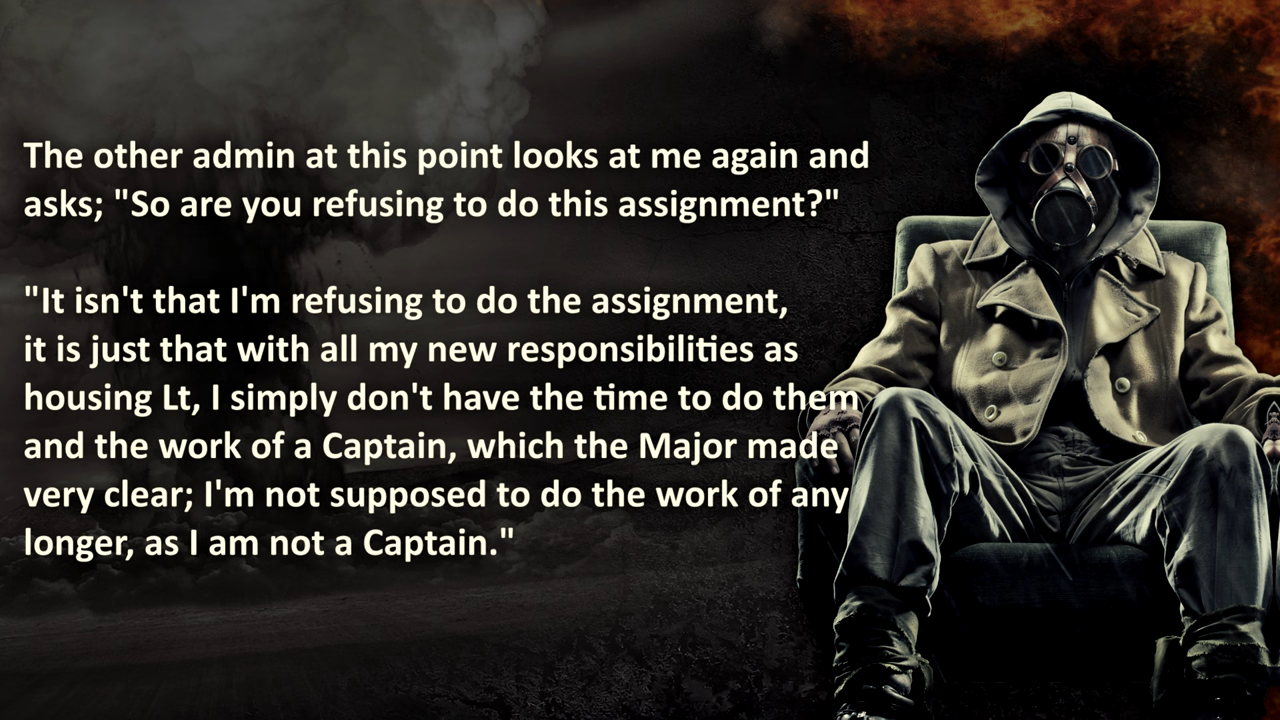 The other admin at this point looks at me again and
asks; "So are you refusing to do this assignment?"
"It isn't that I'm refusing to do the assignment,
it is just that with all my new responsibilities as
housing Lt, I simply don't have the time to do them
and the work of a Captain, which the Major made
very clear; I'm not supposed to do the work of any
longer, as I am not a Captain."